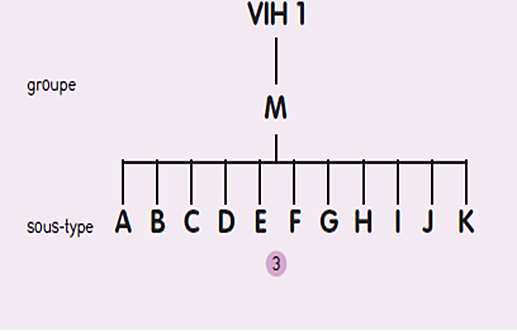 VIH 1
groupe
M
sous-type A B C D E F G H I J K
3